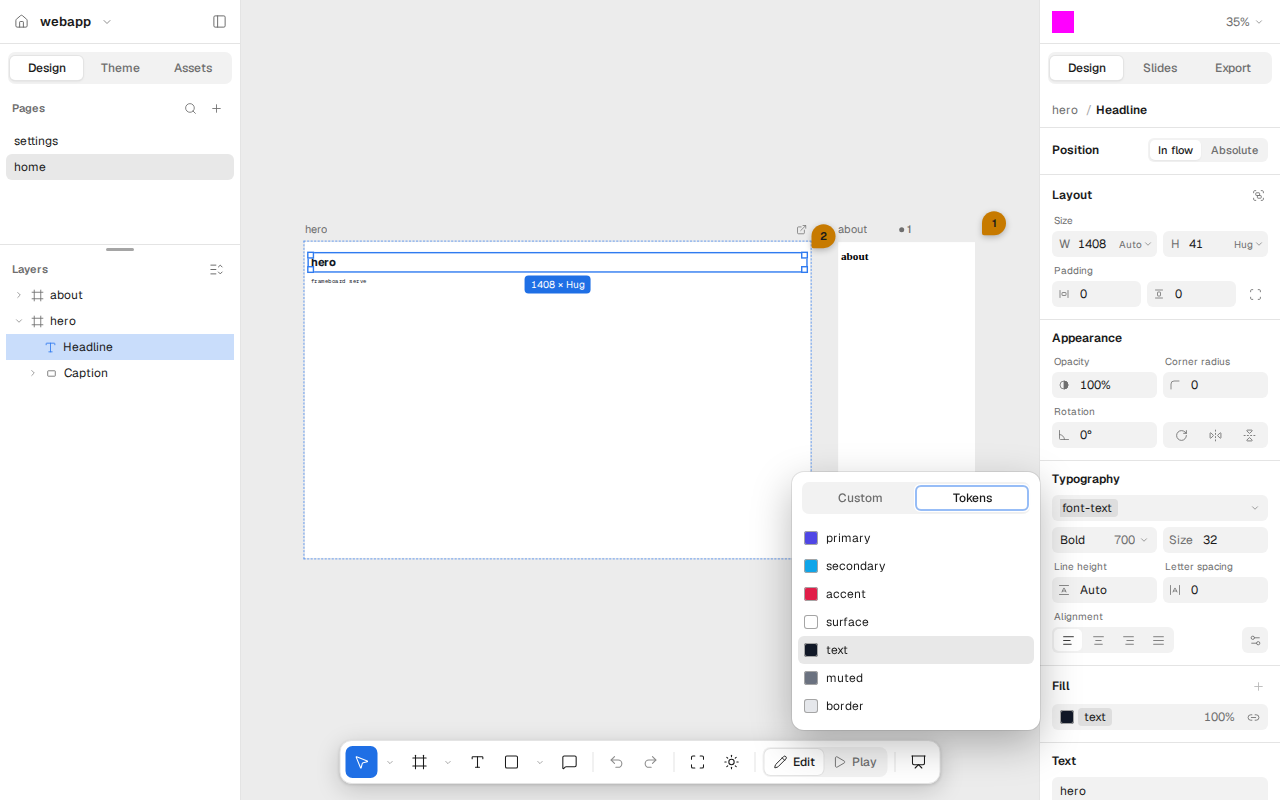 webapp
Design
Theme
Assets
Pages
settings
home
Layers
about
hero
Headline
Caption
hero
2
about
1
1
hero
frameboard serve
1408 × Hug
about
Custom
Tokens
primary
secondary
accent
surface
text
muted
border
Edit
Play
35%
Design
Slides
Export
hero / Headline
Position
In flow
Absolute
Layout
Size
W 1408 Auto
H 41 Hug
Padding
0
0
Appearance
Opacity
Corner radius
100%
0
Rotation
0°
Typography
font-text
Bold 700
Size 32
Line height
Letter spacing
Auto
0
Alignment
Fill
text 100%
Text
hero